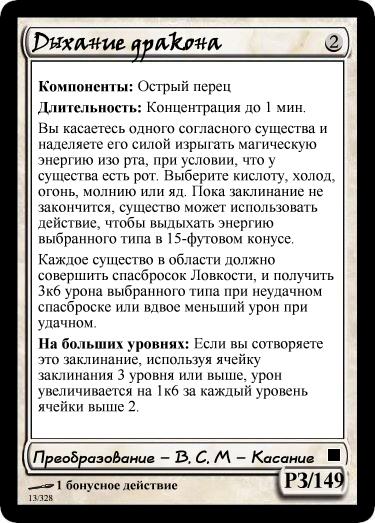 Дыхание дракона 2
Компоненты: Острый перец
Длительность: Концентрация до 1 мин.
Вы касаетесь одного согласного существа и
наделяете его силой изрыгать магическую
энергию изо рта, при условии, что у
существа есть рот. Выберите кислоту, холод,
огонь, молнию или яд. Пока заклинание не
закончится, существо может использовать
действие, чтобы выдыхать энергию
выбранного типа в 15-футовом конусе.
Каждое существо в области должно
совершить спасбросок Ловкости, и получить
3к6 урона выбранного типа при неудачном
спасброске или вдвое меньший урон при
удачном.
На больших уровнях: Если вы сотворяете
это заклинание, используя ячейку
заклинания 3 уровня или выше, урон
увеличивается на 1к6 за каждый уровень
ячейки выше 2.
Преобразование – В, С, М – Касание
P3/149
1 бонусное действие
13/328